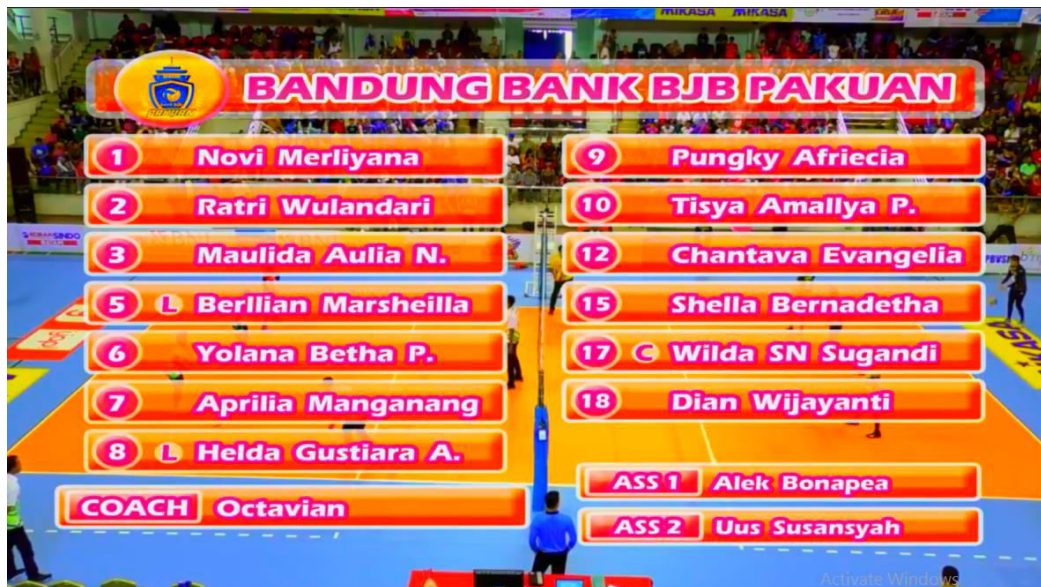 MIKASA MIKASA
BANDUNG BANK BJB PAKUAN
1 Novi Merliyana
2 Ratri Wulandari
3 Maulida Aulia N.
5 L Berllian Marsheilla
6 Yolana Betha P.
7 Aprilia Manganang
8 L Helda Gustiara A.
COACH Octavian
9 Pungky Afriecia
10 Tisya Amallya P.
12 Chantava Evangelia
15 Shella Bernadetha
17 C Wilda SN Sugandi
18 Dian Wijayanti
ASS 1 Alek Bonapea
ASS 2 Uus Susansyah
Activate Windows